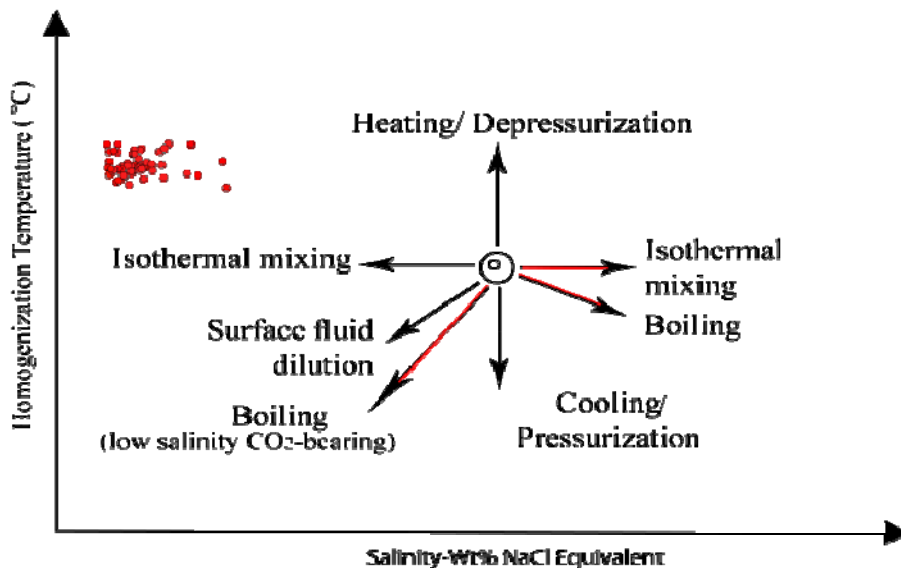 Homogenization Temperature (°C)
Heating/ Depressurization
Isothermal mixing
Isothermal
mixing
Surface fluid
dilution
Boiling
Boiling
(low salinity CO2-bearing)
Cooling/
Pressurization
Salinity-Wt% NaCl Equivalent